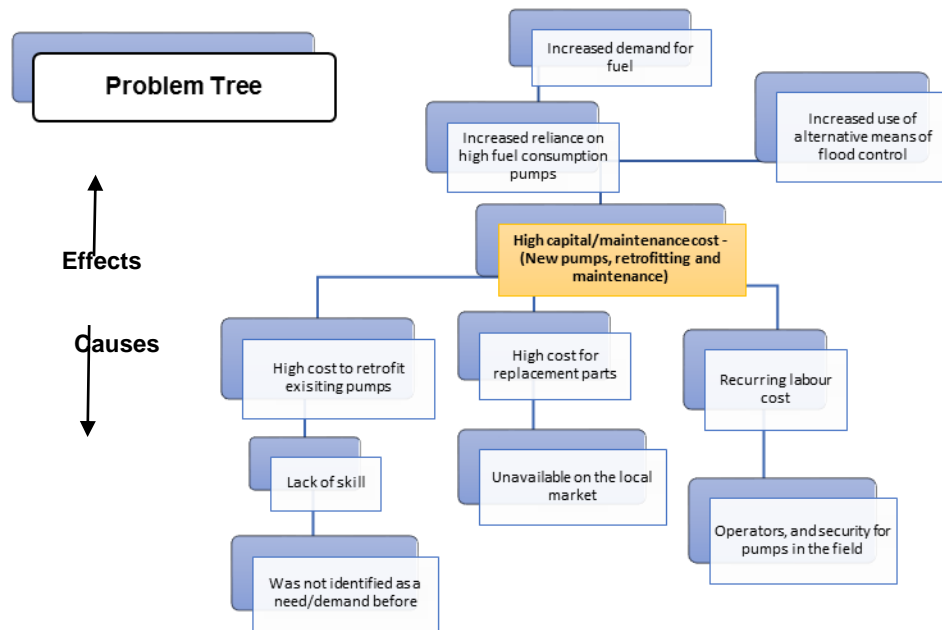 Problem Tree
Increased demand for
fuel
Increased use of
alternative means of
flood control
Increased reliance on
high fuel consumption
pumps
High capital/maintenance cost -
(New pumps, retrofitting and
maintenance)
Effects
Causes
High cost to retrofit
exisiting pumps
High cost for
replacement parts
Recurring labour
cost
Lack of skill
Unavailable on the local
market
Operators, and security for
pumps in the field
Was not identified as a
need/demand before